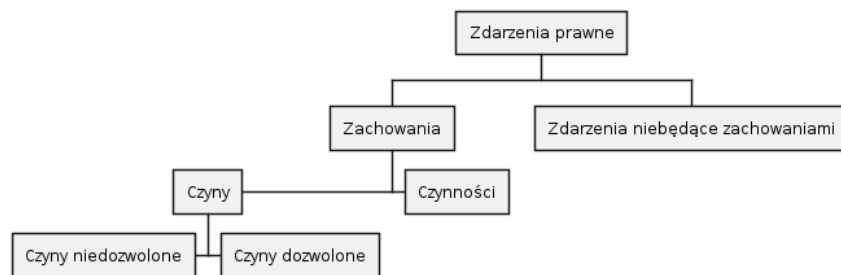 Zdarzenia prawne
Zachowania
Zdarzenia niebędące zachowaniami
Czyny
Czynności
Czyny niedozwolone
Czyny dozwolone